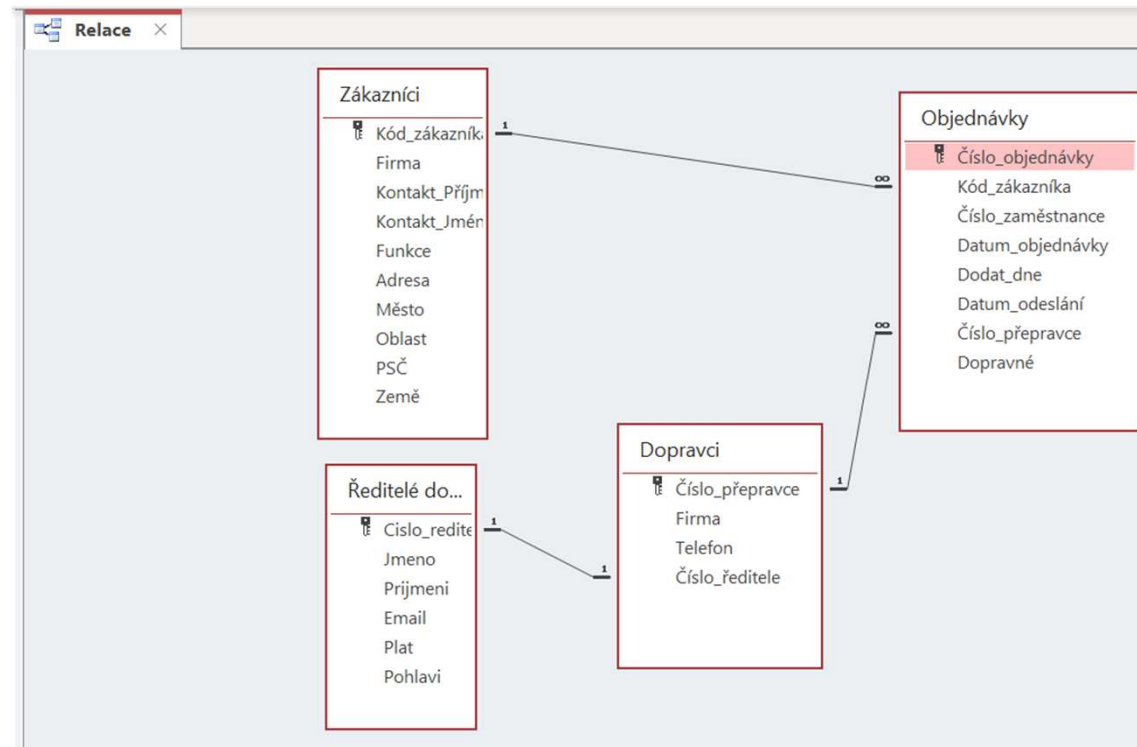 Relace
Zákazníci
Kód_zákazníka
Firma
Kontakt_Příjm
Kontakt_Jmén
Funkce
Adresa
Město
Oblast
PSČ
Země
1
∞
Objednávky
Číslo_objednávky
Kód_zákazníka
Číslo_zaměstnance
Datum_objednávky
Dodat_dne
Datum_odeslání
Číslo_přepravce
Dopravné
∞
Dopravci
Číslo_přepravce
Firma
Telefon
Číslo_ředitele
1
Ředitelé do...
Cislo_redite
Jmeno
Prijmeni
Email
Plat
Pohlavi
1
1